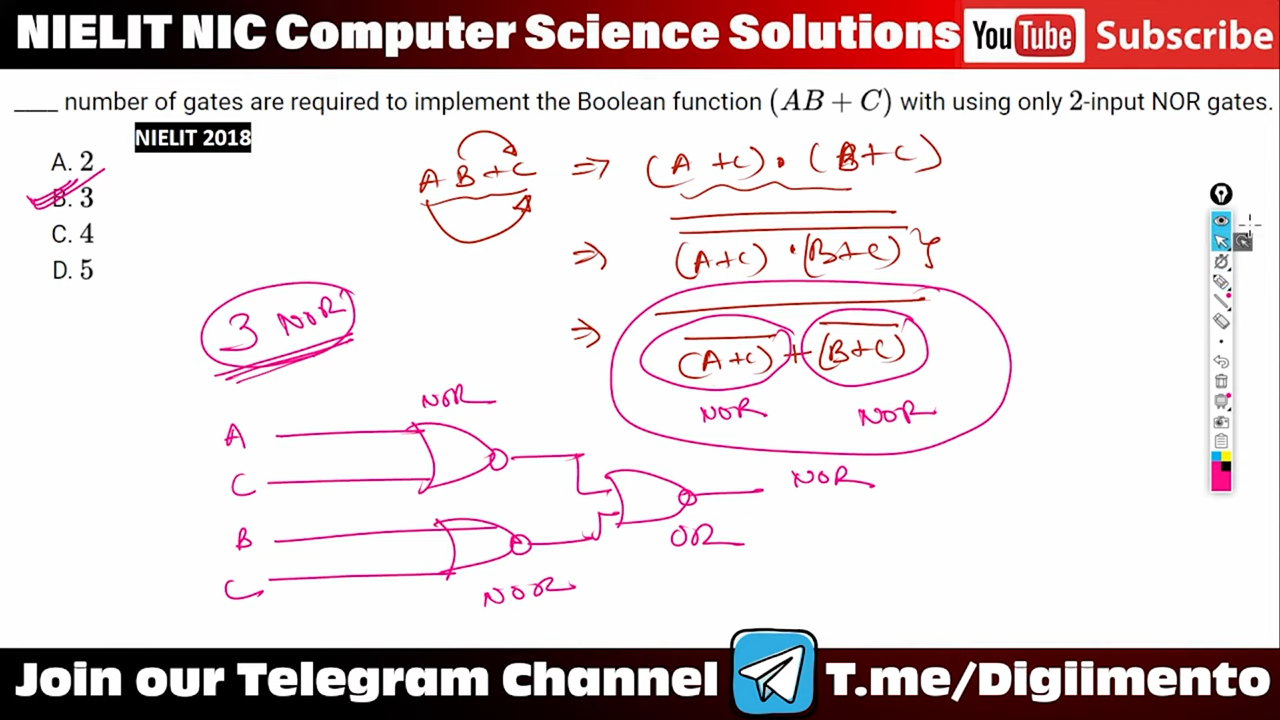 NIELIT NIC Computer Science Solutions YouTube Subscribe
____ number of gates are required to implement the Boolean function (AB + C) with using only 2-input NOR gates.
NIELIT 2018
A. 2
B. 3
C. 4
D. 5
AB+C ⇒ (A+C)·(B+C)
⇒ (A+C)·(B+C)}
⇒ (A+C)+(B+C)
NOR NOR
3 NOR
NOR
A
C
NOR
B
OR
C
NOR
Join our Telegram Channel T.me/Digiimento